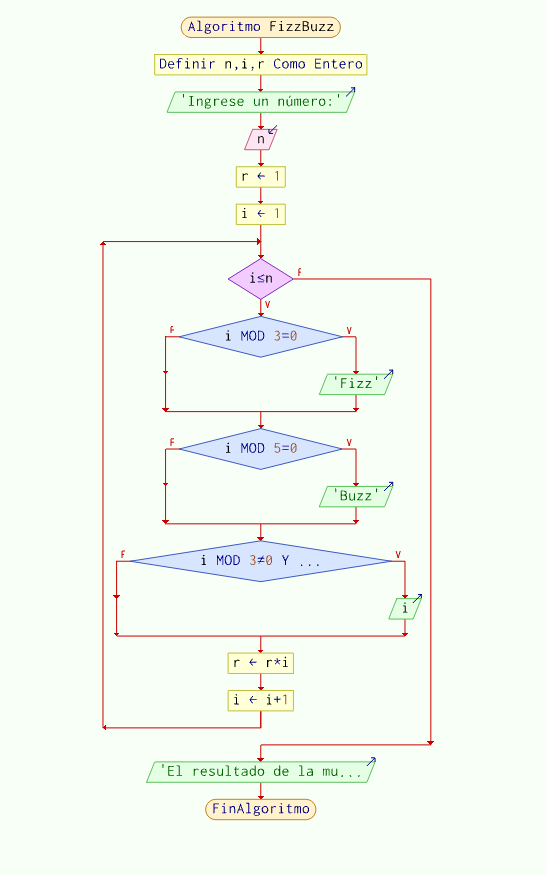 Algoritmo FizzBuzz
Definir n,i,r Como Entero
'Ingrese un número:'
n
r ← 1
i ← 1
i≤n
F
V
i MOD 3=0
F
V
'Fizz'
i MOD 5=0
F
V
'Buzz'
i MOD 3≠0 Y ...
F
V
i
r ← r*i
i ← i+1
'El resultado de la mu...
FinAlgoritmo